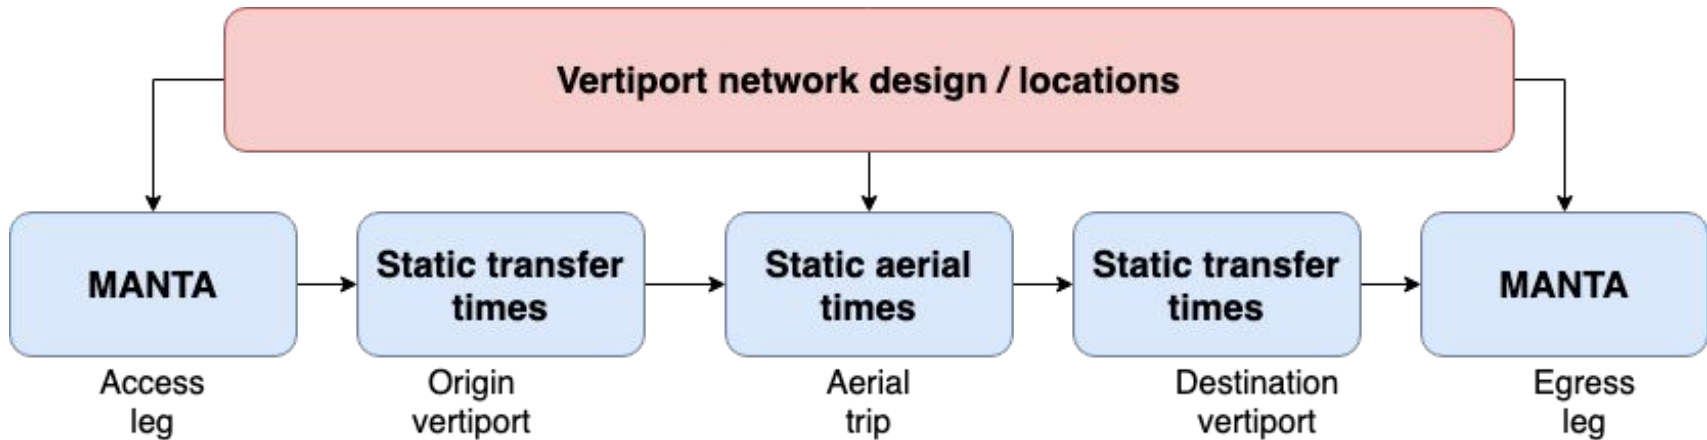 Vertiport network design / locations
MANTA
Static transfer
times
Static aerial
times
Static transfer
times
MANTA
Access
leg
Origin
vertiport
Aerial
trip
Destination
vertiport
Egress
leg